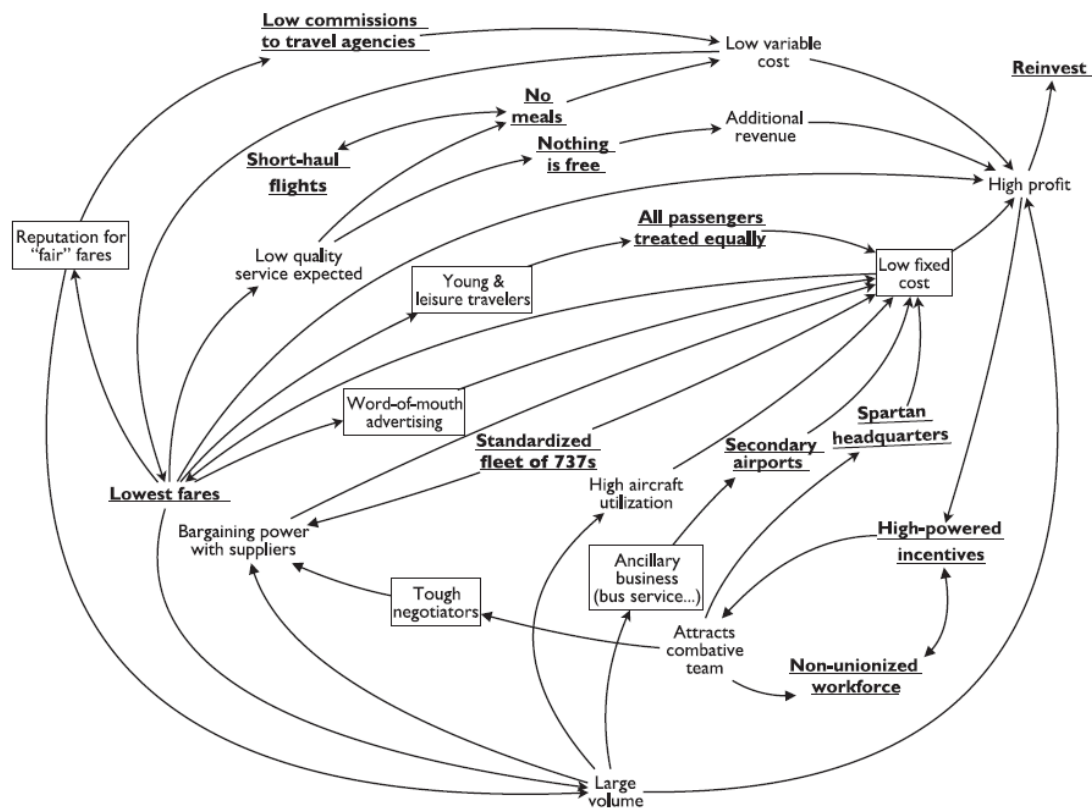 Low commissions
to travel agencies
Low variable
cost
Reinvest
No
meals
Additional
revenue
Nothing
is free
Short-haul
flights
High profit
All passengers
treated equally
Reputation for
“fair” fares
Low quality
service expected
Young &
leisure travelers
Low fixed
cost
Word-of-mouth
advertising
Spartan
headquarters
Standardized
fleet of 737s
Secondary
airports
Lowest fares
High aircraft
utilization
Bargaining power
with suppliers
High-powered
incentives
Ancillary
business
(bus service...)
Tough
negotiators
Attracts
combative
team
Non-unionized
workforce
Large
volume